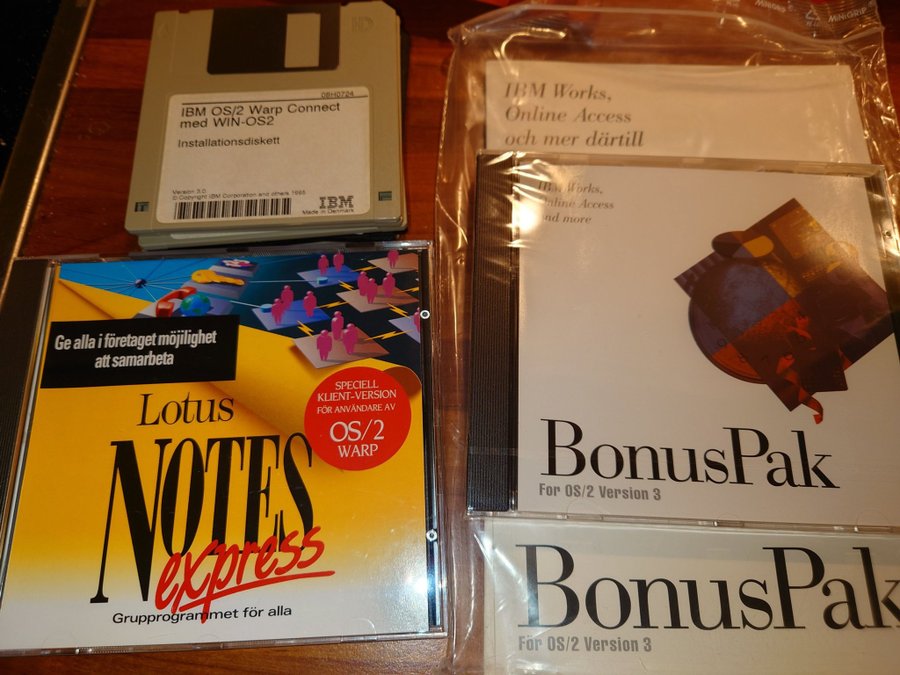 08H0724
IBM OS/2 Warp Connect
med WIN-OS2
Installationsdiskett
Version 3.0
© Copyright IBM Corporation and others 1995
IBM
Made in Denmark
HD
Ge alla i företaget möjlighet
att samarbeta
Lotus
NOTES
express
Grupprogrammet för alla
SPECIELL
KLIENT-VERSION
FÖR ANVÄNDARE AV
OS/2
WARP
MiNiGRiP
IBM Works,
Online Access
och mer därtill
IBM Works,
Online Access
and more
BonusPak
For OS/2 Version 3
BonusPak
För OS/2 Version 3